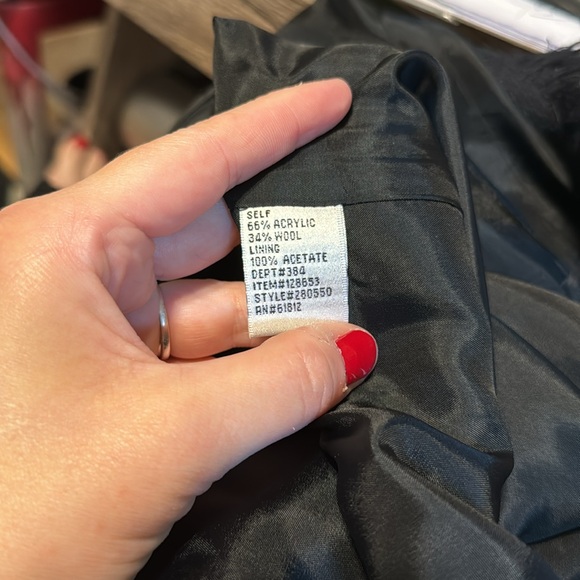 SELF
66% ACRYLIC
34% WOOL
LINING
100% ACETATE
DEPT#384
ITEM#128653
STYLE#280550
RN#61812